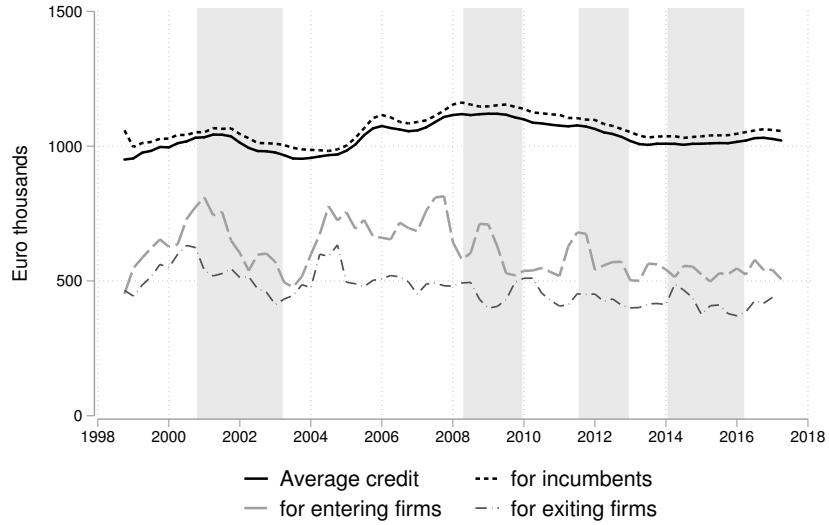 1500
1000
500
0
Euro thousands
1998 2000 2002 2004 2006 2008 2010 2012 2014 2016 2018
Average credit for incumbents
for entering firms for exiting firms